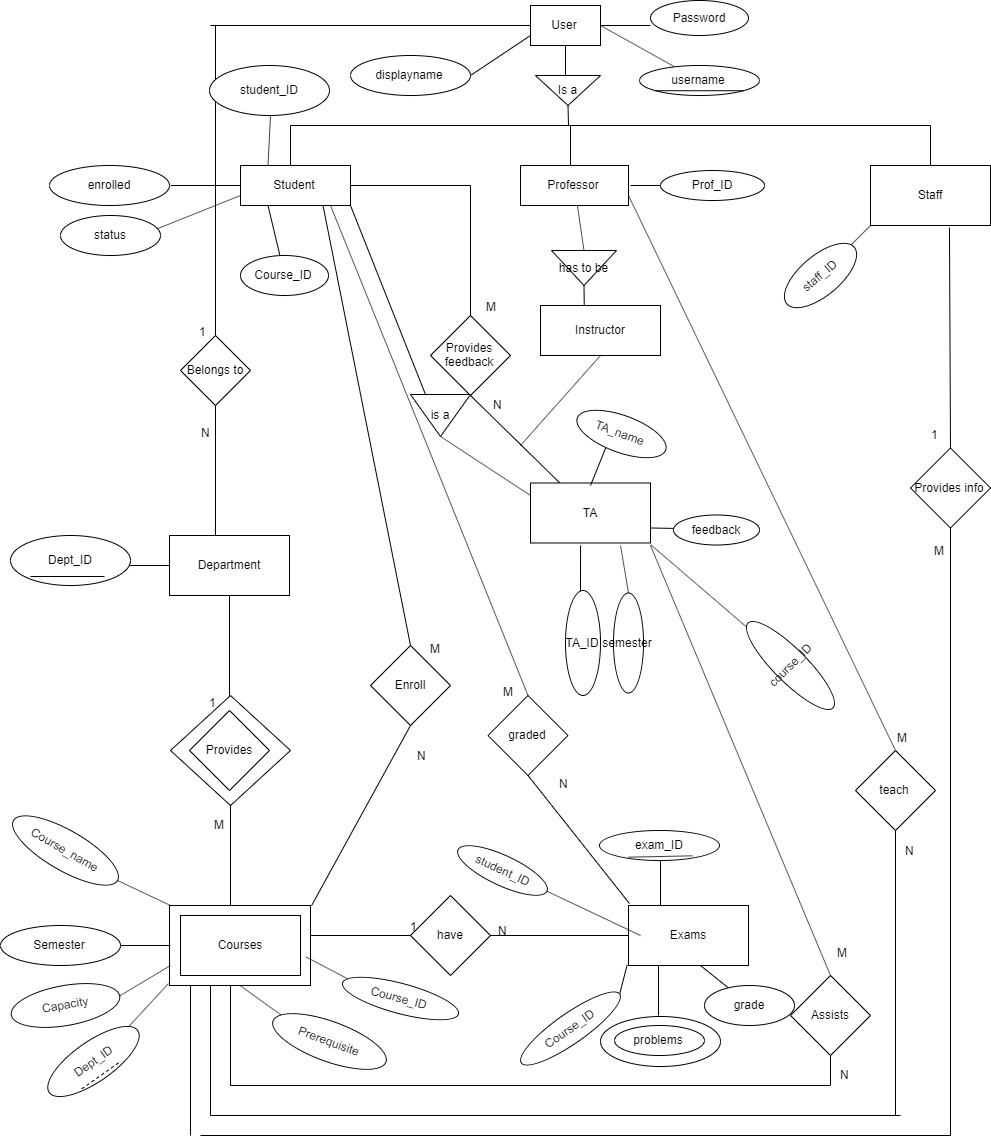 User
Password
displayname
username
Is a
student_ID
enrolled
Student
Professor
Prof_ID
Staff
status
Course_ID
has to be
staff_ID
M
1
Instructor
Provides
feedback
Belongs to
N
is a
TA_name
N
1
Provides info
TA
feedback
M
Dept_ID
Department
TA_ID
semester
course_ID
M
Enroll
M
1
graded
M
Provides
N
N
teach
M
N
Course_name
exam_ID
student_ID
Semester
Courses
1
have
N
Exams
M
Capacity
Course_ID
grade
Assists
Course_ID
problems
Prerequisite
Dept_ID
N